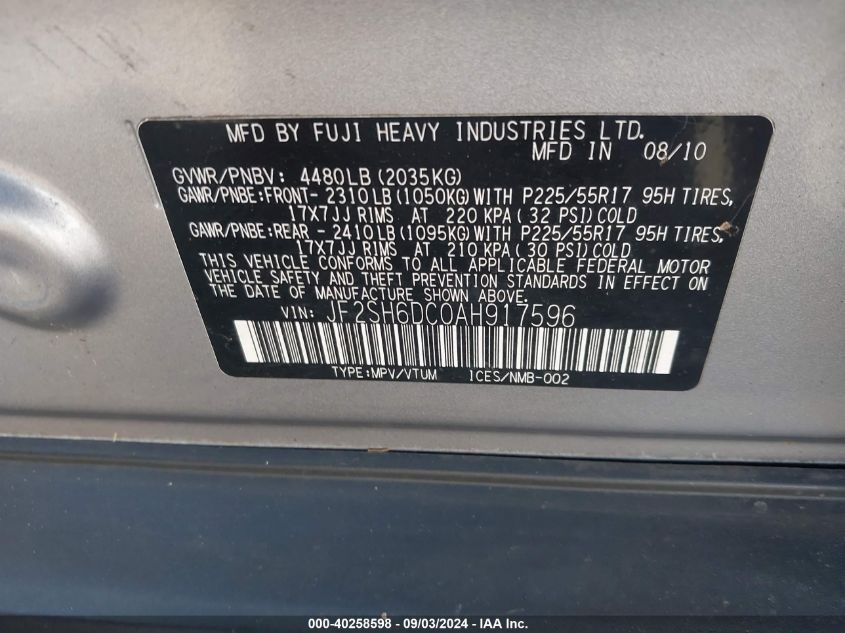 MFD BY FUJI HEAVY INDUSTRIES LTD.
MFD IN 08/10
GVWR/PNBV: 4480LB (2035KG)
GAWR/PNBE:FRONT- 2310LB (1050KG) WITH P225/55R17 95H TIRES,
17X7JJ RIMS AT 220 KPA ( 32 PSI) COLD
GAWR/PNBE:REAR - 2410LB (1095KG) WITH P225/55R17 95H TIRES,
17X7JJ RIMS AT 210 KPA ( 30 PSI) COLD
THIS VEHICLE CONFORMS TO ALL APPLICABLE FEDERAL MOTOR
VEHICLE SAFETY AND THEFT PREVENTION STANDARDS IN EFFECT ON
THE DATE OF MANUFACTURE SHOWN ABOVE.
VIN: JF2SH6DC0AH917596
TYPE:MPV/VTUM ICES/NMB-002
000-40258598 - 09/03/2024 - IAA Inc.